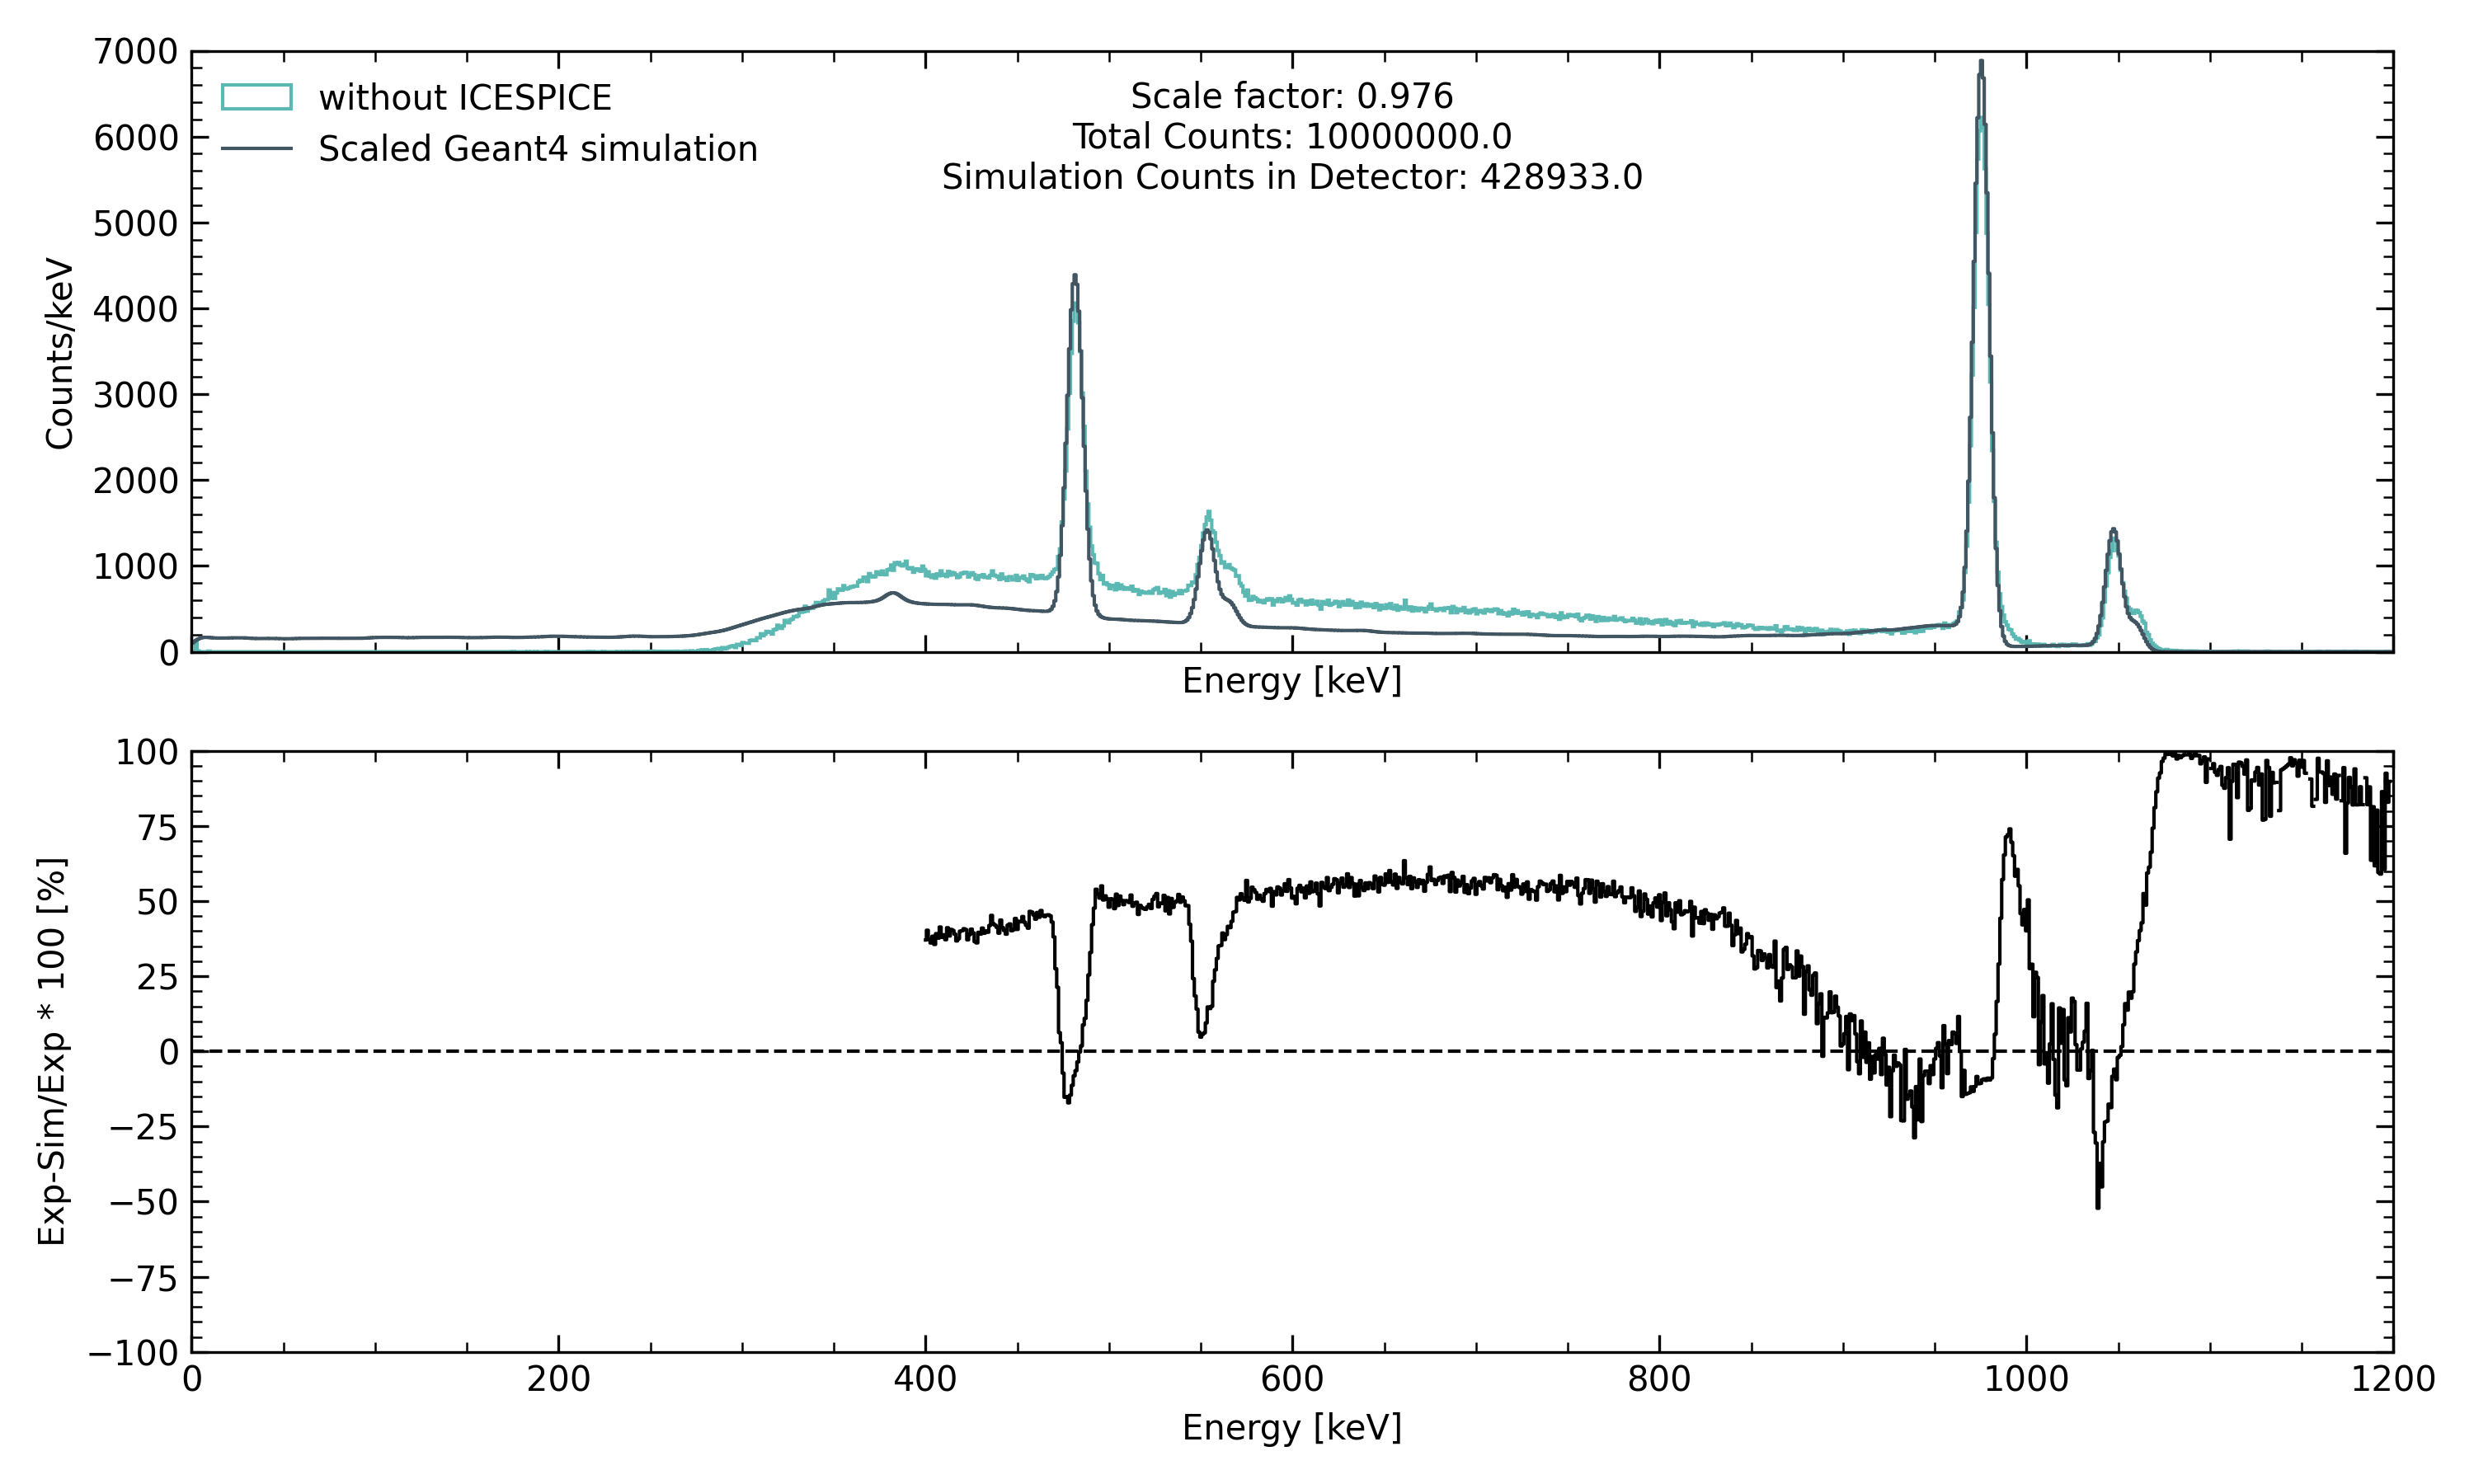 7000
6000
5000
4000
3000
2000
1000
0
Counts/keV
without ICESPICE
Scaled Geant4 simulation
Scale factor: 0.976
Total Counts: 10000000.0
Simulation Counts in Detector: 428933.0
Energy [keV]
100
75
50
25
0
−25
−50
−75
−100
Exp-Sim/Exp * 100 [%]
0 200 400 600 800 1000 1200
Energy [keV]